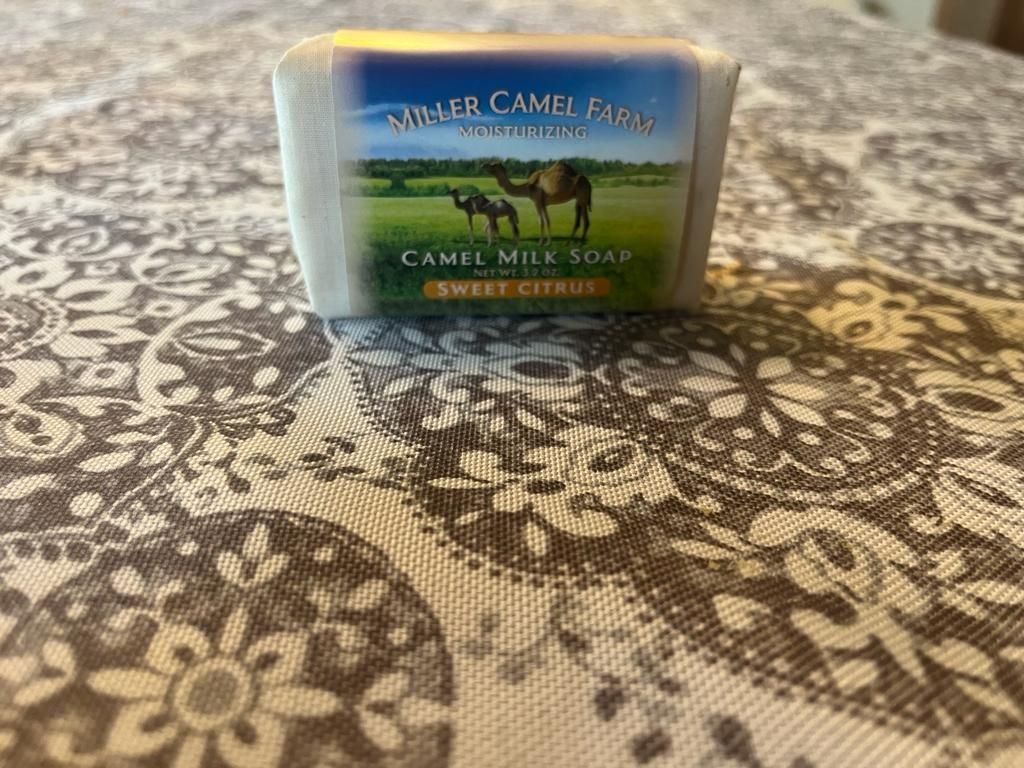 MILLER CAMEL FARM
MOISTURIZING
CAMEL MILK SOAP
NET WT. 3.2 OZ.
SWEET CITRUS